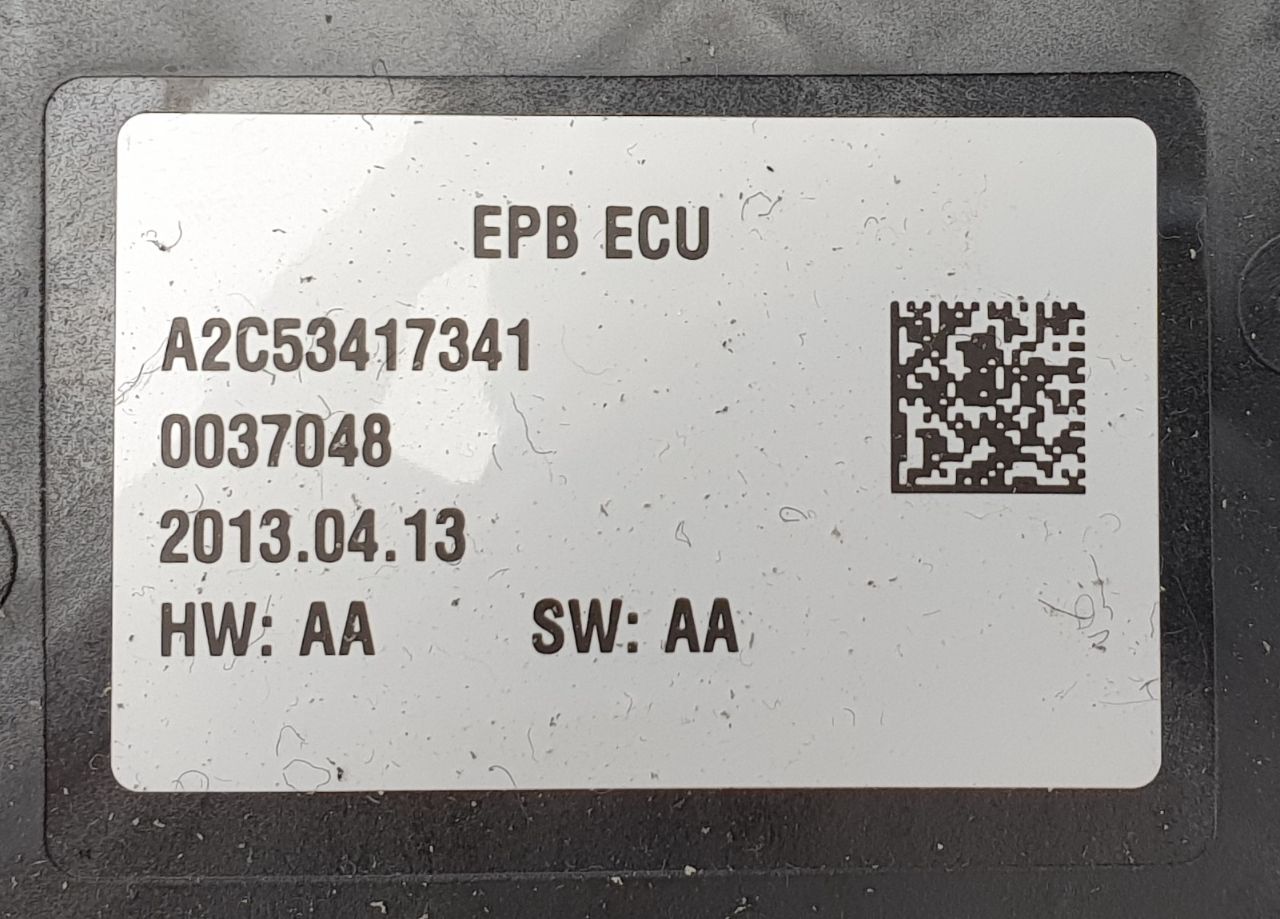 EPB ECU
A2C53417341
0037048
2013.04.13
HW: AA SW: AA